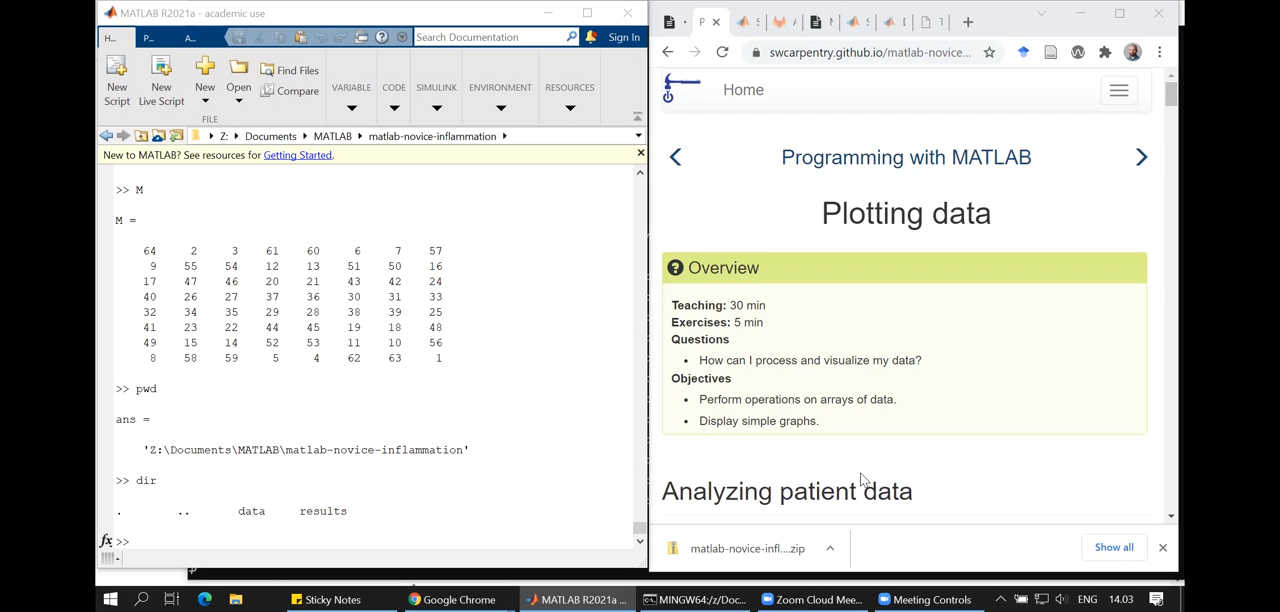 MATLAB R2021a - academic use
H... P... A...
Search Documentation
Sign In
New Script
New Live Script
New
Open
Find Files
Compare
FILE
VARIABLE
CODE
SIMULINK
ENVIRONMENT
RESOURCES
Z: Documents MATLAB matlab-novice-inflammation
New to MATLAB? See resources for Getting Started.
>> M
M =
64 2 3 61 60 6 7 57
9 55 54 12 13 51 50 16
17 47 46 20 21 43 42 24
40 26 27 37 36 30 31 33
32 34 35 29 28 38 39 25
41 23 22 44 45 19 18 48
49 15 14 52 53 11 10 56
8 58 59 5 4 62 63 1
>> pwd
ans =
'Z:\Documents\MATLAB\matlab-novice-inflammation'
>> dir
. .. data results
fx >>
swcarpentry.github.io/matlab-novice...
Home
Programming with MATLAB
Plotting data
Overview
Teaching: 30 min
Exercises: 5 min
Questions
• How can I process and visualize my data?
Objectives
• Perform operations on arrays of data.
• Display simple graphs.
Analyzing patient data
matlab-novice-infl....zip
Show all
Sticky Notes
Google Chrome
MATLAB R2021a ...
MINGW64:/z/Doc...
Zoom Cloud Mee...
Meeting Controls
ENG
14.03